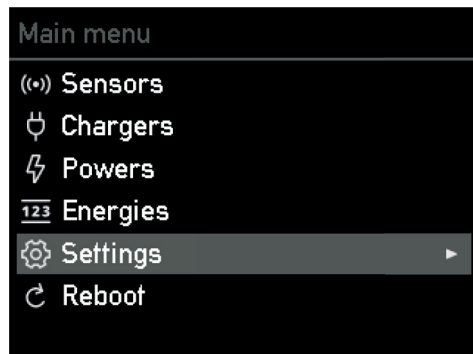 Main menu
Sensors
Chargers
Powers
123 Energies
Settings
Reboot